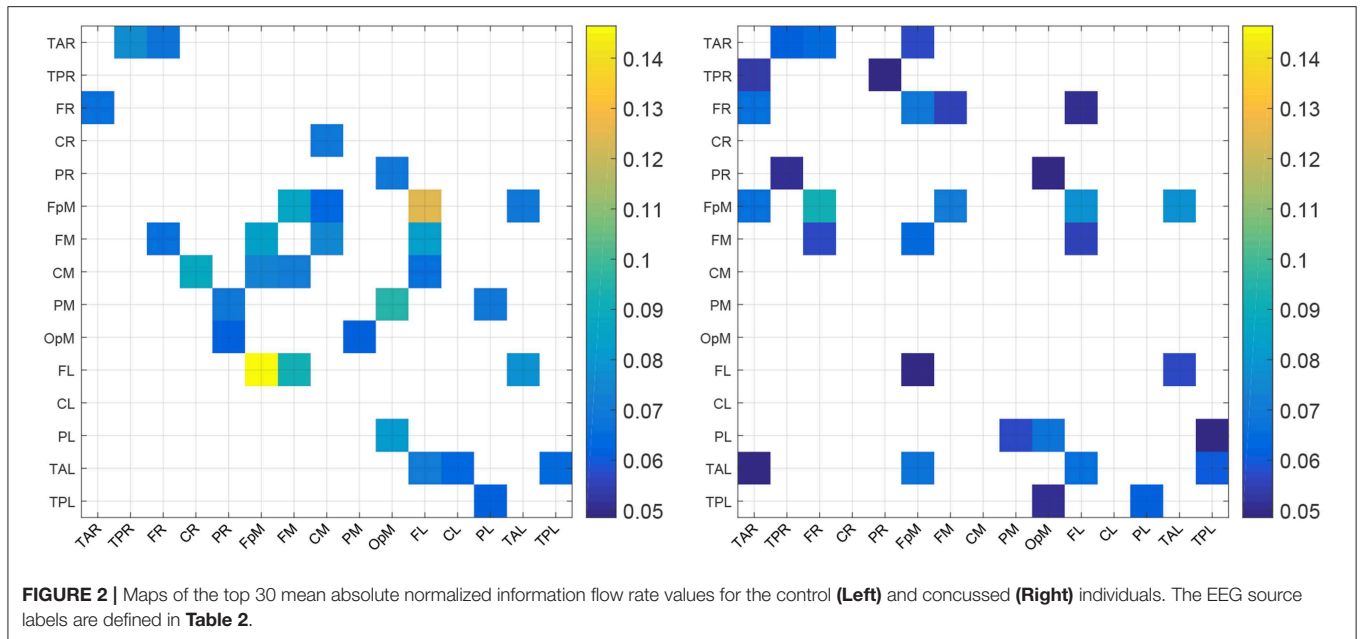 TAR
TPR
FR
CR
PR
FpM
FM
CM
PM
OpM
FL
CL
PL
TAL
TPL
TAR TPR FR CR PR FpM FM CM PM OpM FL CL PL TAL TPL
0.14
0.13
0.12
0.11
0.1
0.09
0.08
0.07
0.06
0.05
TAR
TPR
FR
CR
PR
FpM
FM
CM
PM
OpM
FL
CL
PL
TAL
TPL
TAR TPR FR CR PR FpM FM CM PM OpM FL CL PL TAL TPL
0.14
0.13
0.12
0.11
0.1
0.09
0.08
0.07
0.06
0.05
FIGURE 2 | Maps of the top 30 mean absolute normalized information flow rate values for the control (Left) and concussed (Right) individuals. The EEG source
labels are defined in Table 2.